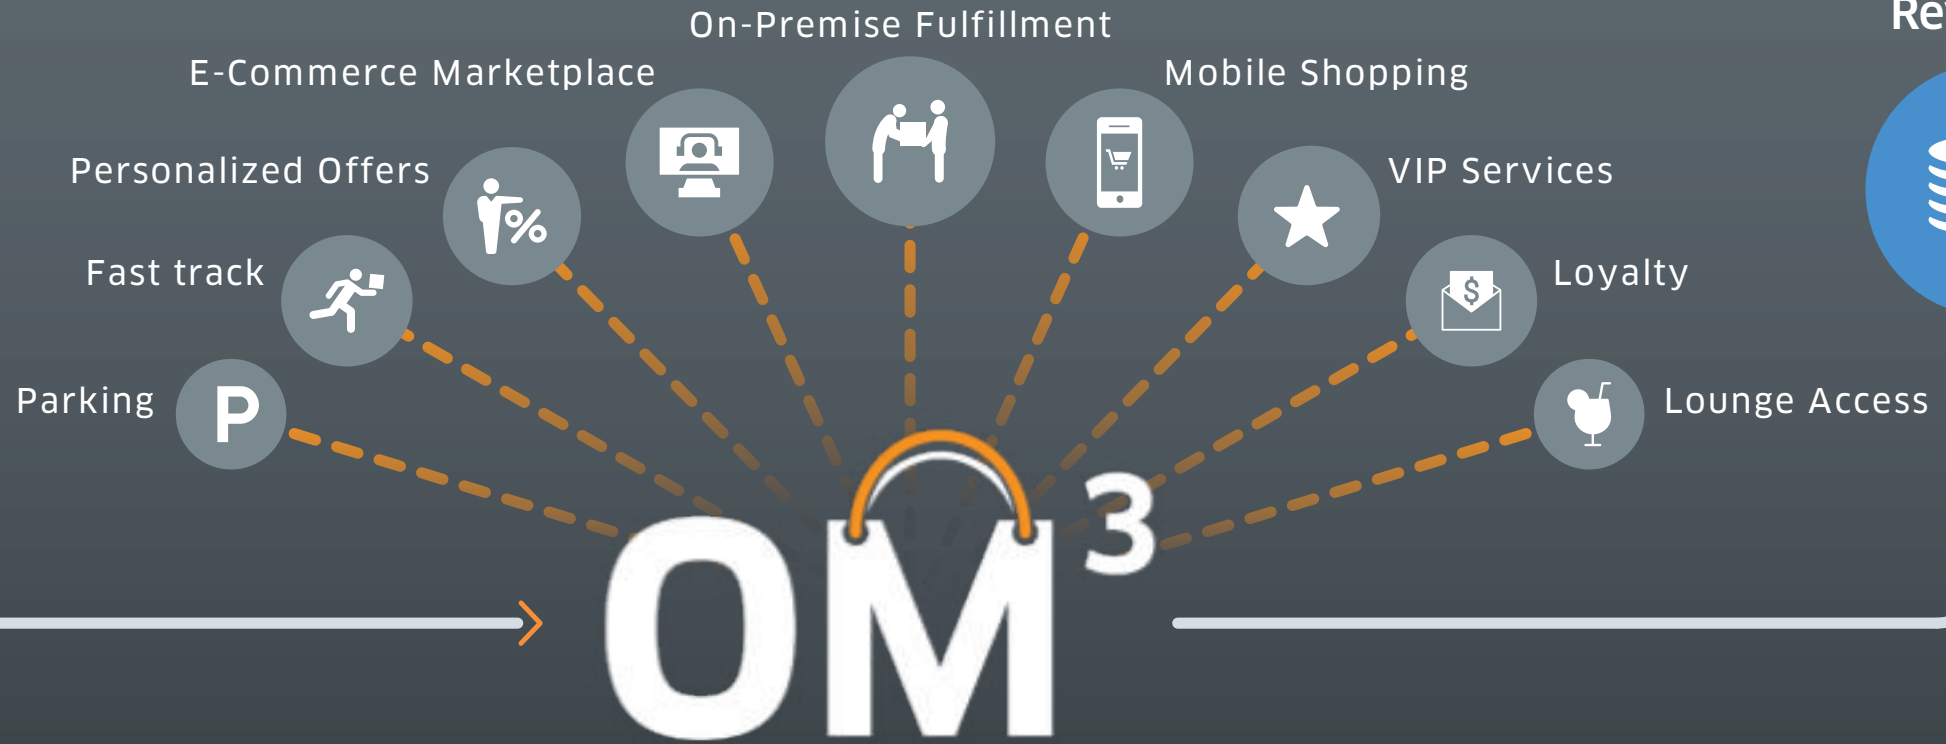 On-Premise Fulfillment
E-Commerce Marketplace
Mobile Shopping
Personalized Offers
VIP Services
Fast track
Loyalty
Parking
P
Lounge Access
%
$
OM³